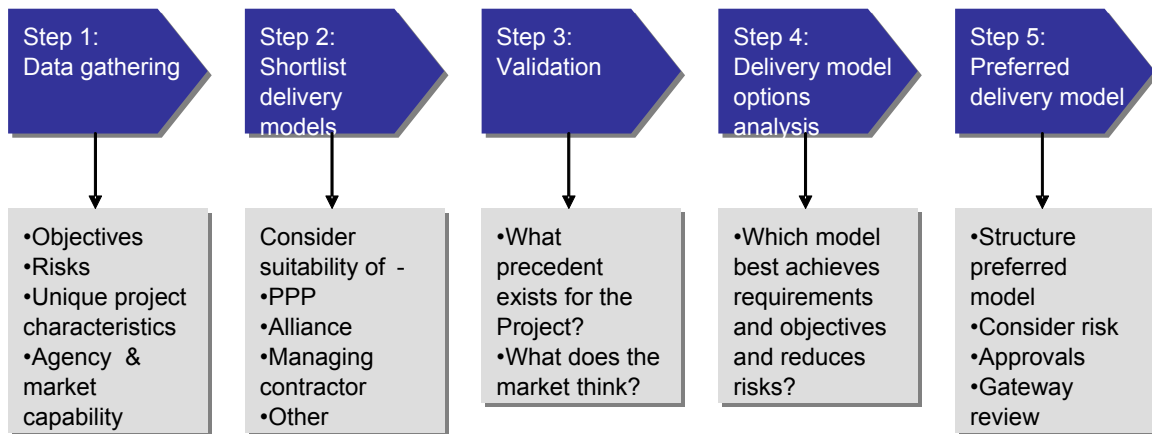 Step 1:
Data gathering
Step 2:
Shortlist
delivery
models
Step 3:
Validation
Step 4:
Delivery model
options
analysis
Step 5:
Preferred
delivery model
•Objectives
•Risks
•Unique project
characteristics
•Agency & 
market
capability
Consider
suitability of -
•PPP
•Alliance
•Managing
contractor
•Other
•What
precedent
exists for the
Project?
•What does the
market think?
•Which model
best achieves
requirements
and objectives
and reduces
risks?
•Structure
preferred
model
•Consider risk
•Approvals
•Gateway
review